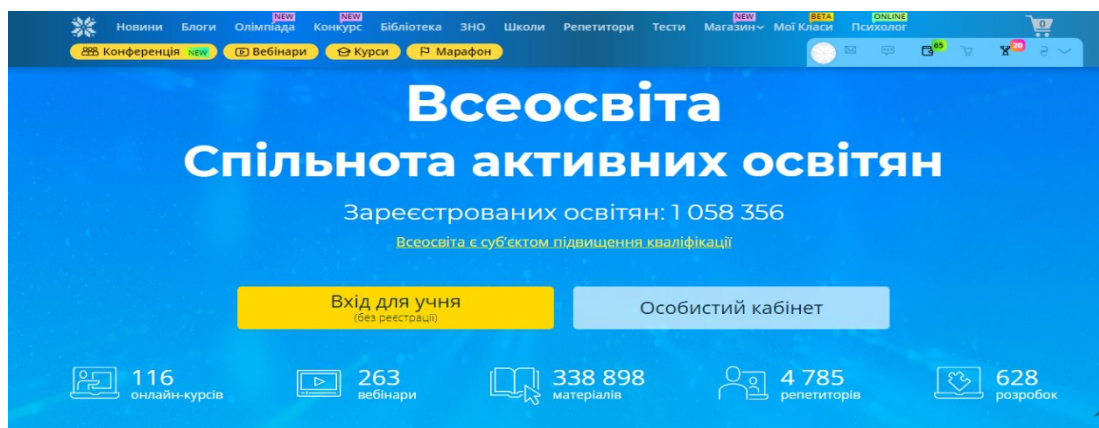 NEW NEW NEW BETA ONLINE
Новини Блоги Олімпіада Конкурс Бібліотека ЗНО Школи Репетитори Тести Магазин Мої Класи Психолог 0
Конференція NEW Вебінари Курси Марафон 65 29 ₴
Всеосвіта
Спільнота активних освітян
Зареєстрованих освітян: 1 058 356
Всеосвіта є суб'єктом підвищення кваліфікації
Вхід для учня Особистий кабінет
(без реєстрації)
116 263 338 898 4 785 628
онлайн-курсів вебінари матеріалів репетиторів розробок